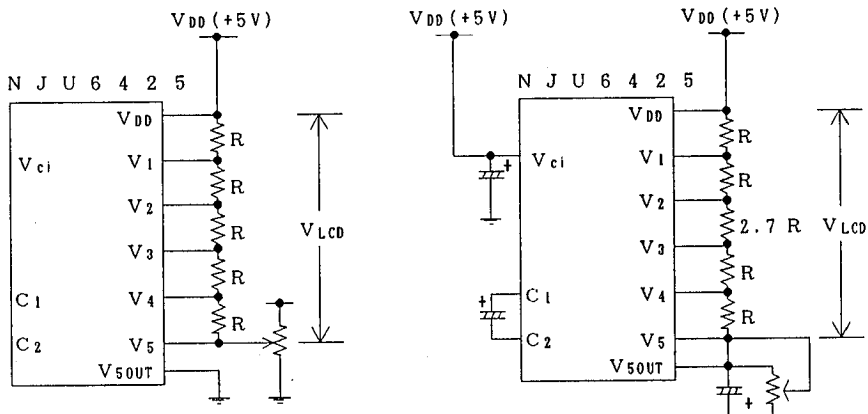 VDD (+5V)
NJU6425
VDD
R
Vci
V1
R
V2
R
VLCD
V3
R
C1
V4
R
C2
V5
V5OUT
VDD (+5V)
VDD (+5V)
NJU6425
VDD
R
+
Vci
V1
R
V2
2.7 R
VLCD
V3
R
+
C1
V4
R
C2
V5
V5OUT
+